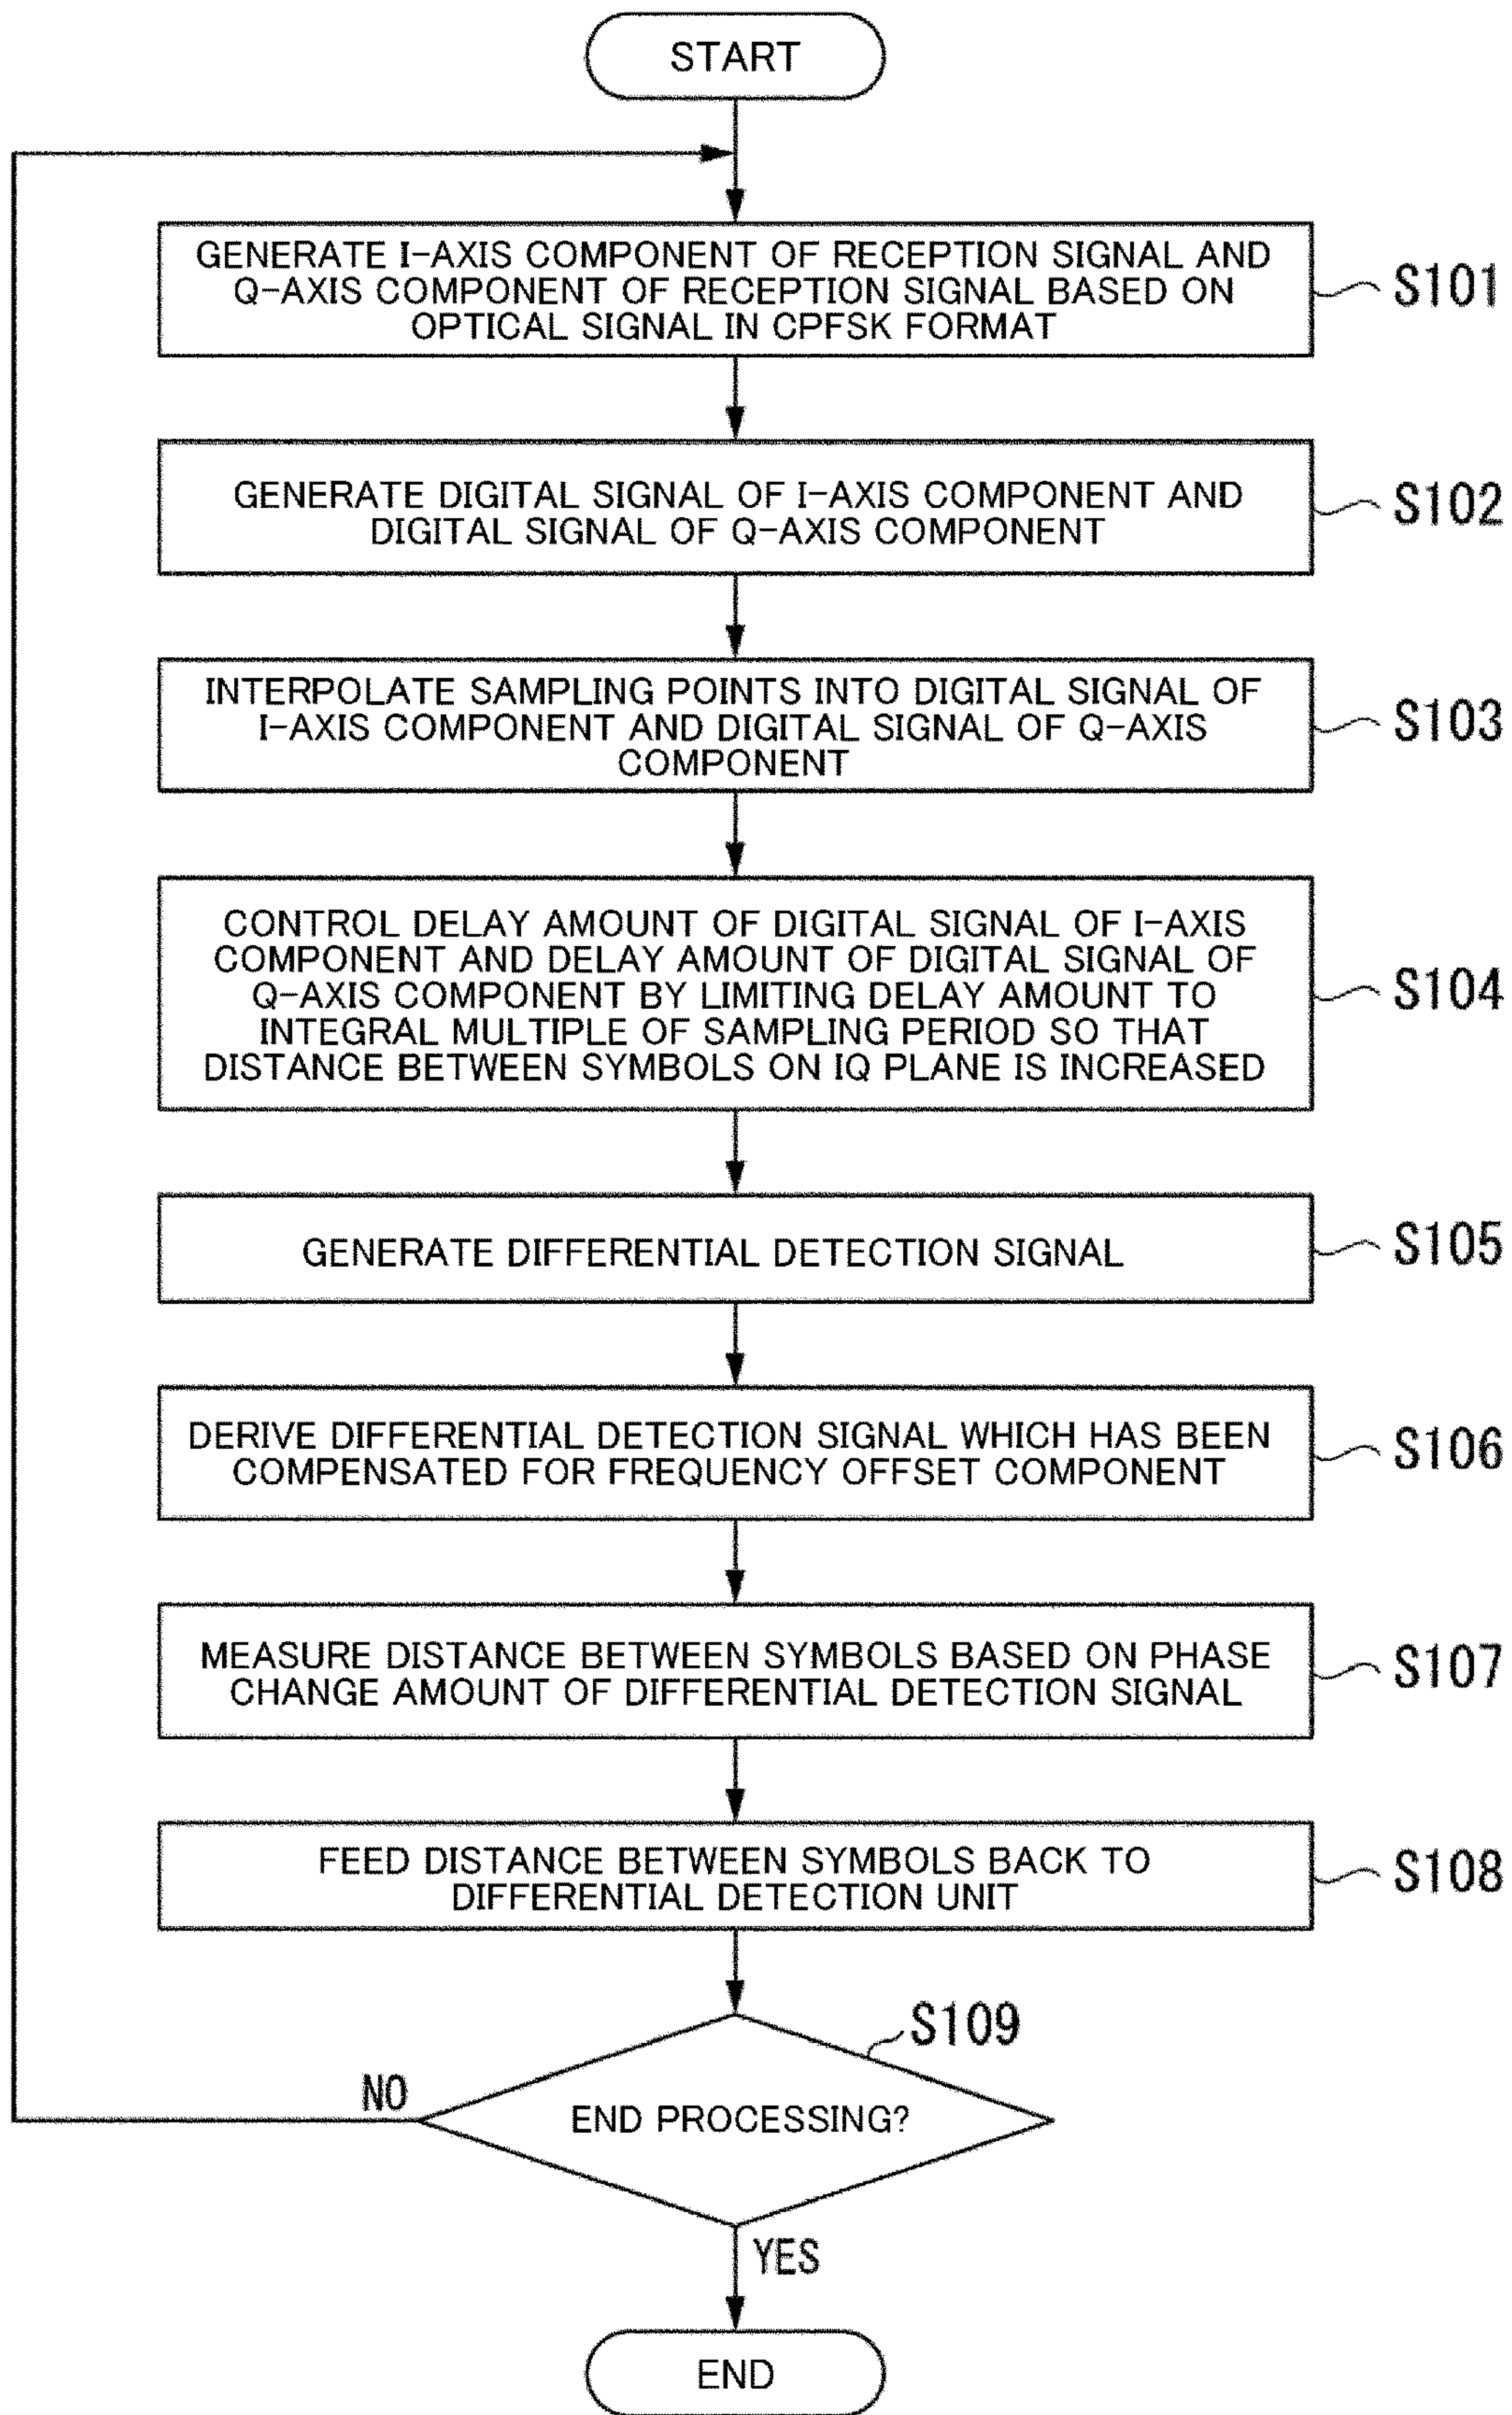 START
GENERATE I-AXIS COMPONENT OF RECEPTION SIGNAL AND
Q-AXIS COMPONENT OF RECEPTION SIGNAL BASED ON
OPTICAL SIGNAL IN CPFSK FORMAT
S101
GENERATE DIGITAL SIGNAL OF I-AXIS COMPONENT AND
DIGITAL SIGNAL OF Q-AXIS COMPONENT
S102
INTERPOLATE SAMPLING POINTS INTO DIGITAL SIGNAL OF
I-AXIS COMPONENT AND DIGITAL SIGNAL OF Q-AXIS
COMPONENT
S103
CONTROL DELAY AMOUNT OF DIGITAL SIGNAL OF I-AXIS
COMPONENT AND DELAY AMOUNT OF DIGITAL SIGNAL OF
Q-AXIS COMPONENT BY LIMITING DELAY AMOUNT TO
INTEGRAL MULTIPLE OF SAMPLING PERIOD SO THAT
DISTANCE BETWEEN SYMBOLS ON IQ PLANE IS INCREASED
S104
GENERATE DIFFERENTIAL DETECTION SIGNAL
S105
DERIVE DIFFERENTIAL DETECTION SIGNAL WHICH HAS BEEN
COMPENSATED FOR FREQUENCY OFFSET COMPONENT
S106
MEASURE DISTANCE BETWEEN SYMBOLS BASED ON PHASE
CHANGE AMOUNT OF DIFFERENTIAL DETECTION SIGNAL
S107
FEED DISTANCE BETWEEN SYMBOLS BACK TO
DIFFERENTIAL DETECTION UNIT
S108
S109
NO
END PROCESSING?
YES
END